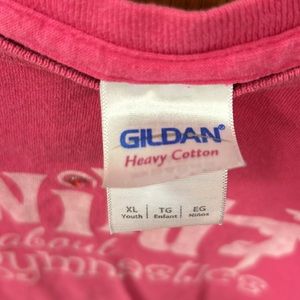 GILDAN®
Heavy Cotton
XL TG EG
Youth Enfant Niños
about
Gymnastics